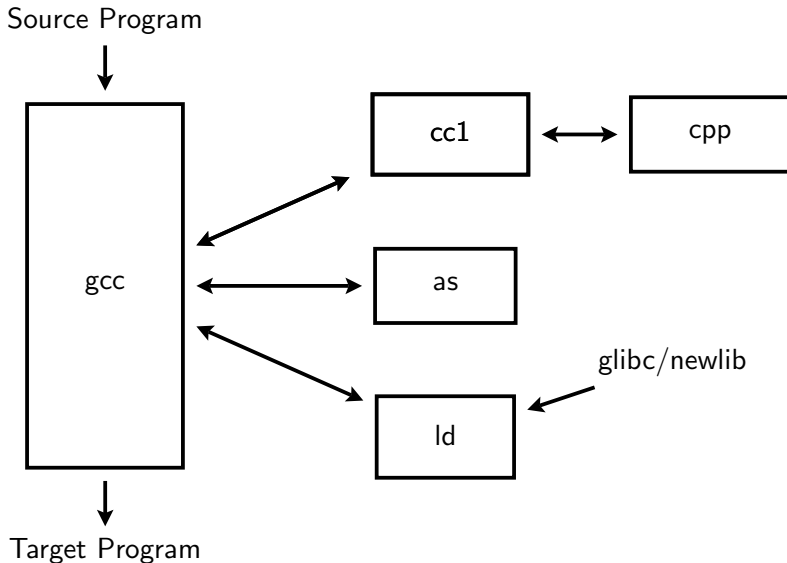 Source Program
cc1
cpp
gcc
as
glibc/newlib
ld
Target Program